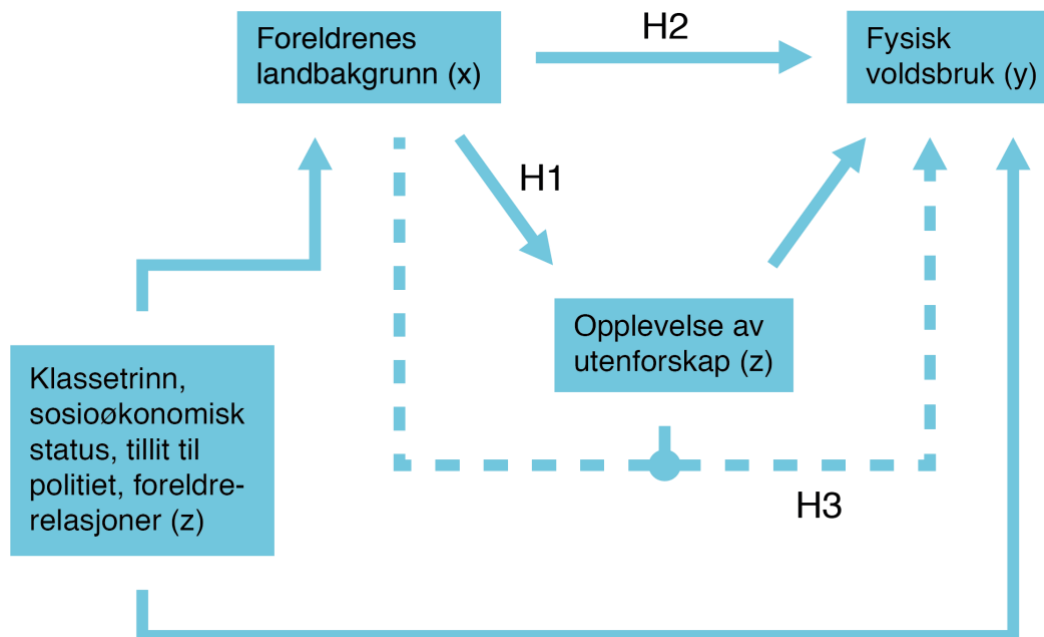 Foreldrenes
landbakgrunn (x)
H2
Fysisk
voldsbruk (y)
H1
Opplevelse av
utenforskap (z)
Klassetrinn,
sosioøkonomisk
status, tillit til
politiet, foreldre-
relasjoner (z)
H3